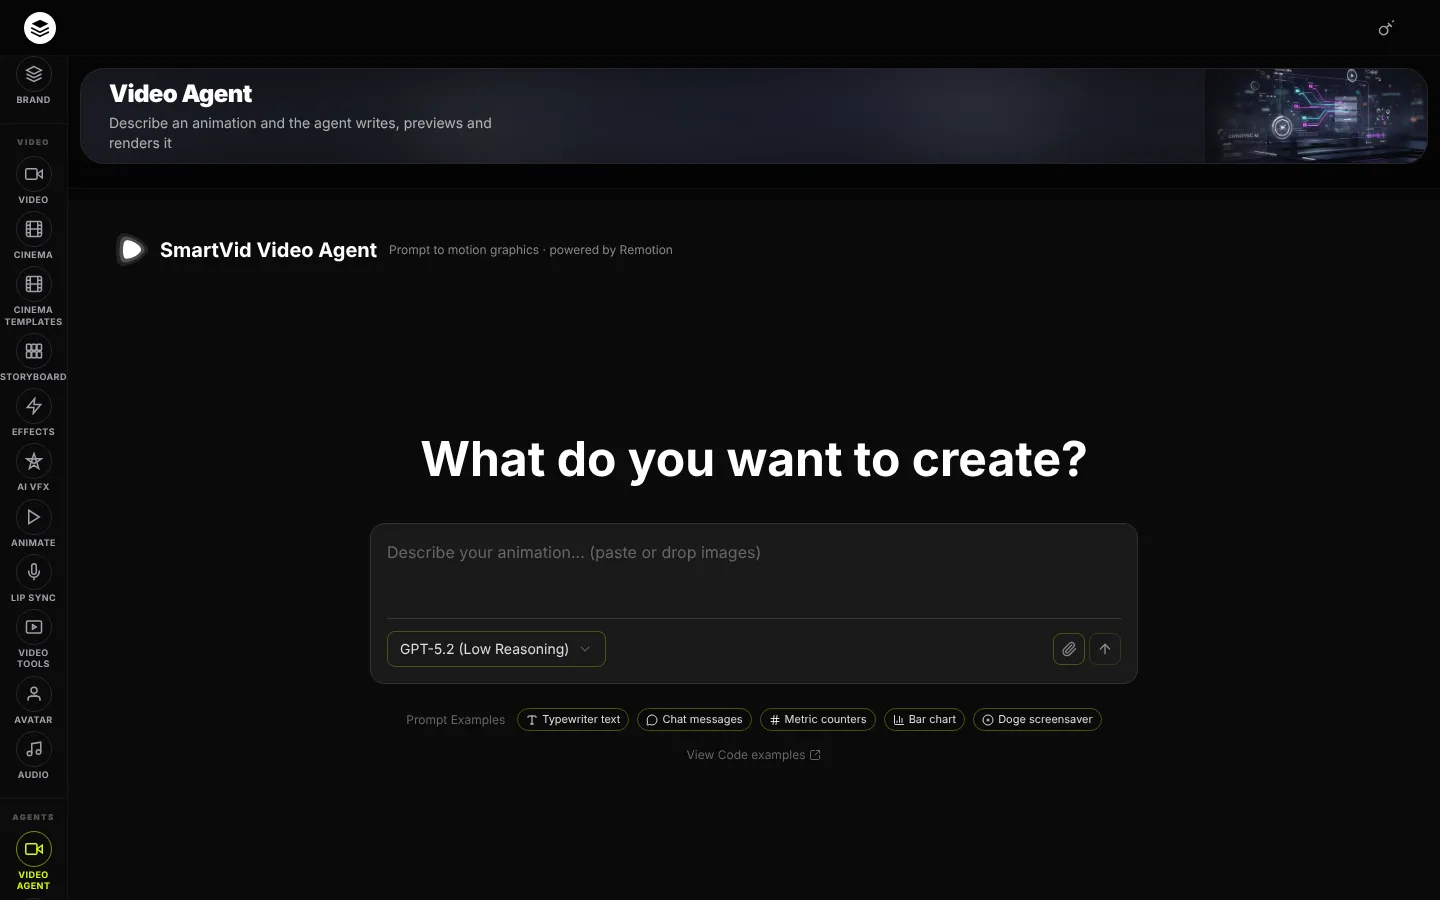 Video Agent
Describe an animation and the agent writes, previews and
renders it
BRAND
VIDEO
VIDEO
CINEMA
CINEMA
TEMPLATES
STORYBOARD
EFFECTS
AI VFX
ANIMATE
LIP SYNC
VIDEO
TOOLS
AVATAR
AUDIO
AGENTS
VIDEO
AGENT
SmartVid Video Agent
Prompt to motion graphics · powered by Remotion
What do you want to create?
Describe your animation... (paste or drop images)
GPT-5.2 (Low Reasoning)
Prompt Examples
Typewriter text
Chat messages
Metric counters
Bar chart
Doge screensaver
View Code examples